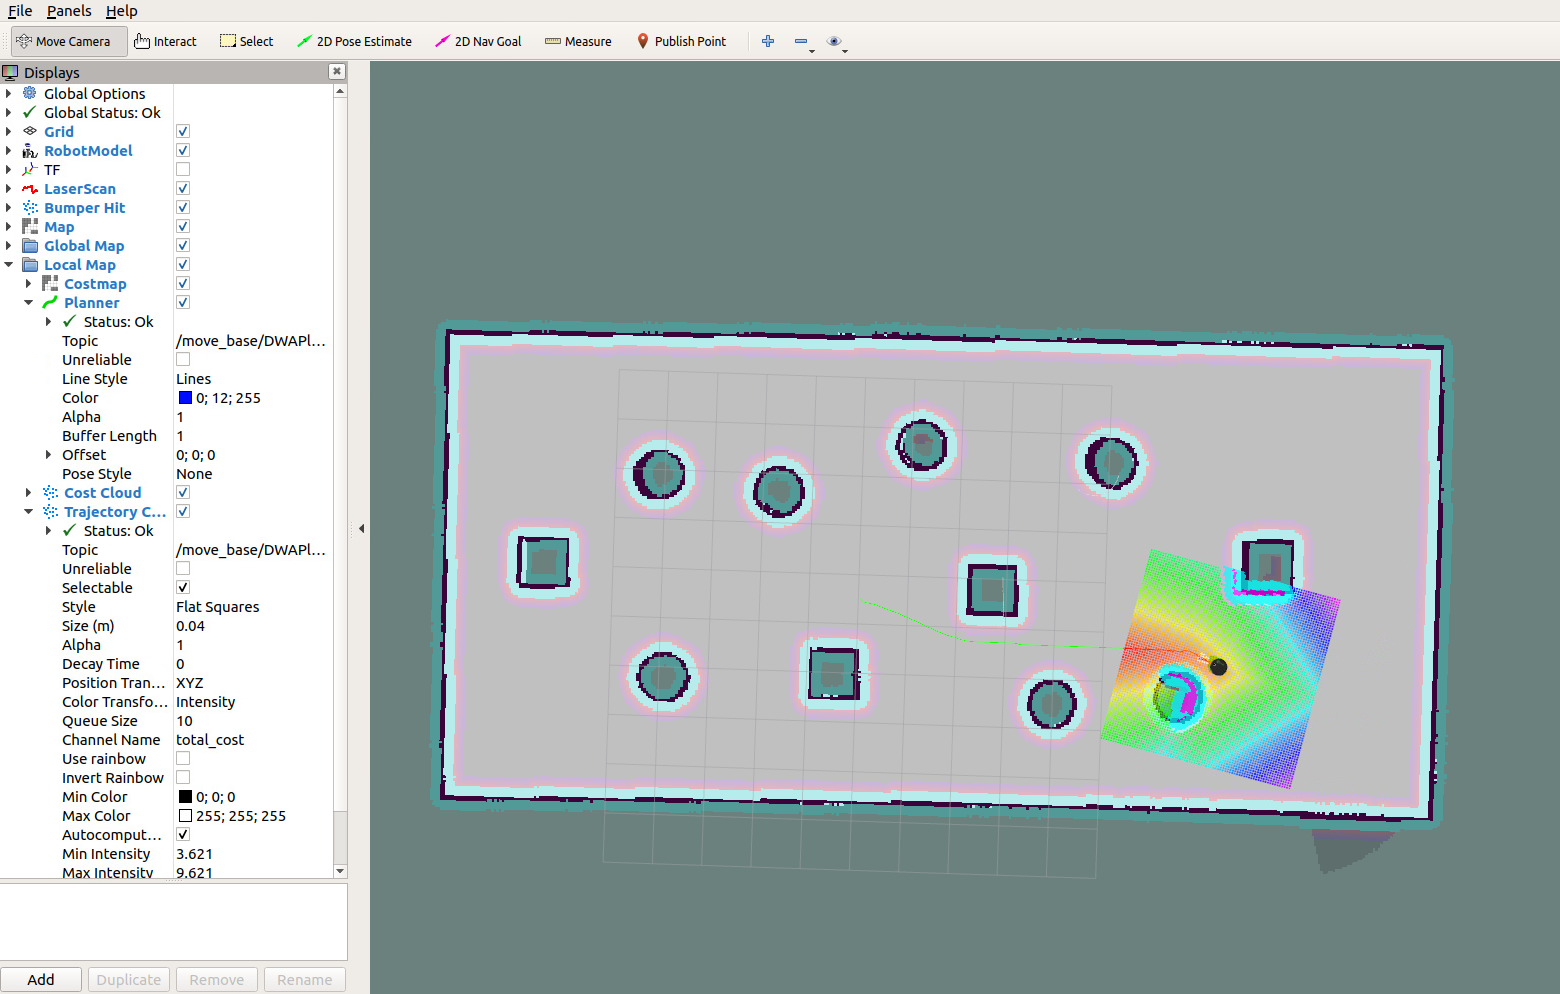 File Panels Help
Move Camera Interact Select 2D Pose Estimate 2D Nav Goal Measure Publish Point
Displays
Global Options
Global Status: Ok
Grid
RobotModel
TF
LaserScan
Bumper Hit
Map
Global Map
Local Map
Costmap
Planner
Status: Ok
Topic /move_base/DWAPl...
Unreliable
Line Style Lines
Color 0; 12; 255
Alpha 1
Buffer Length 1
Offset 0; 0; 0
Pose Style None
Cost Cloud
Trajectory C...
Status: Ok
Topic /move_base/DWAPl...
Unreliable
Selectable
Style Flat Squares
Size (m) 0.04
Alpha 1
Decay Time 0
Position Tran... XYZ
Color Transfo... Intensity
Queue Size 10
Channel Name total_cost
Use rainbow
Invert Rainbow
Min Color 0; 0; 0
Max Color 255; 255; 255
Autocomput...
Min Intensity 3.621
Max Intensity 9.621
Add Duplicate Remove Rename